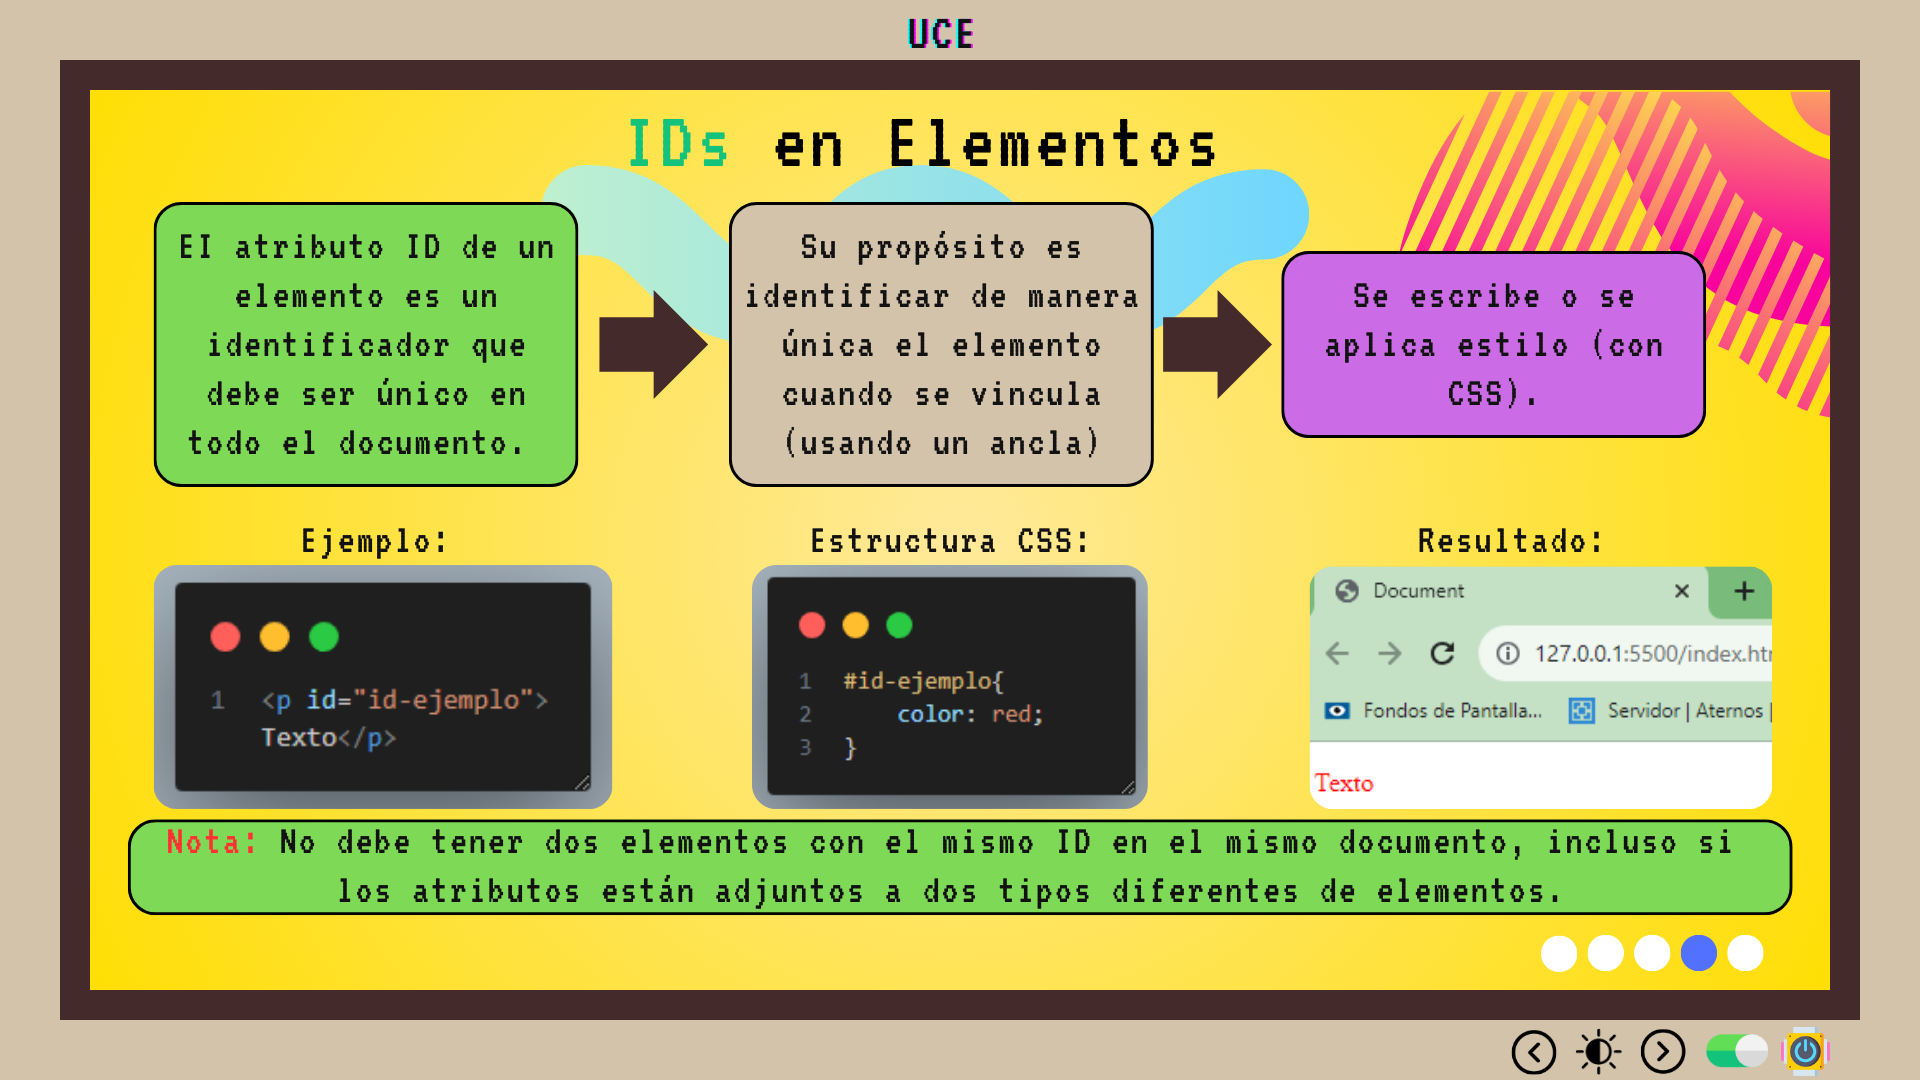 UCE
IDs en Elementos
El atributo ID de un
elemento es un
identificador que
debe ser único en
todo el documento.
Su propósito es
identificar de manera
única el elemento
cuando se vincula
(usando un ancla)
Se escribe o se
aplica estilo (con
CSS).
Ejemplo:
1 <p id="id-ejemplo">
Texto</p>
Estructura CSS:
1 #id-ejemplo{
2 color: red;
3 }
Resultado:
Document
127.0.0.1:5500/index.htm
Fondos de Pantalla... Servidor | Aternos |
Texto
Nota: No debe tener dos elementos con el mismo ID en el mismo documento, incluso si
los atributos están adjuntos a dos tipos diferentes de elementos.